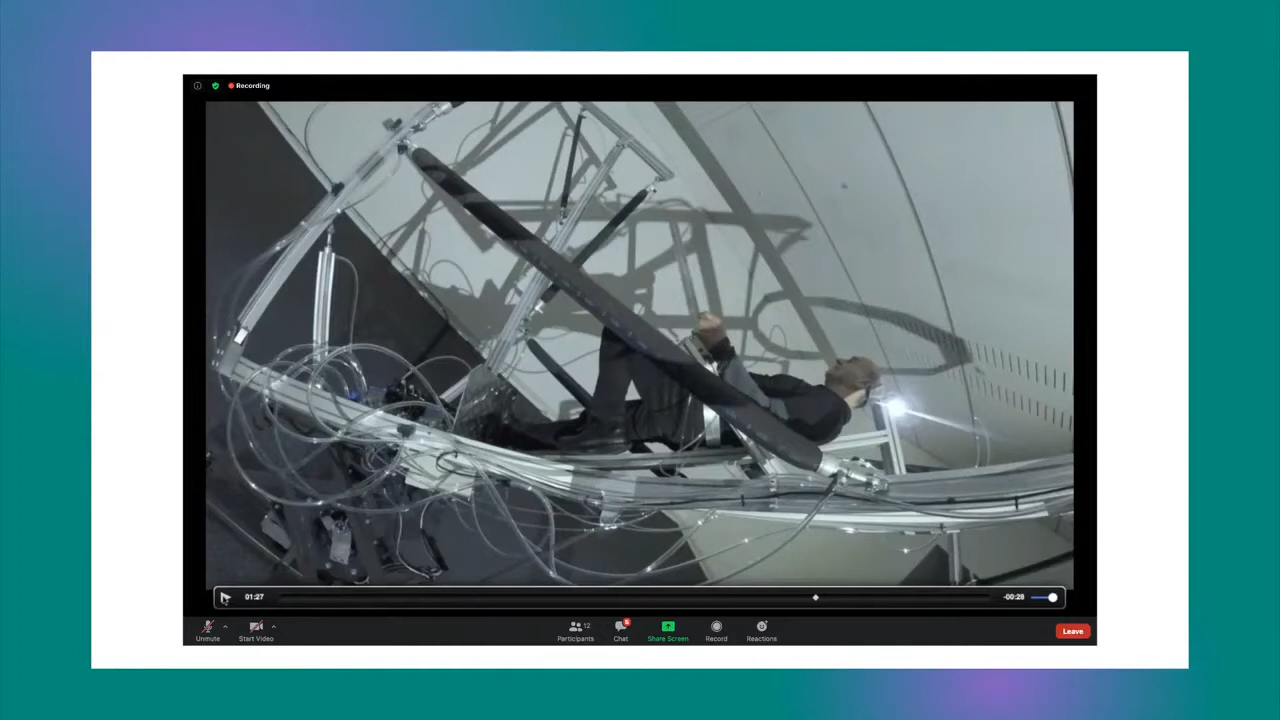 Recording
01:27
-00:28
Unmute
Start Video
Participants
12
Chat
Share Screen
Record
Reactions
Leave